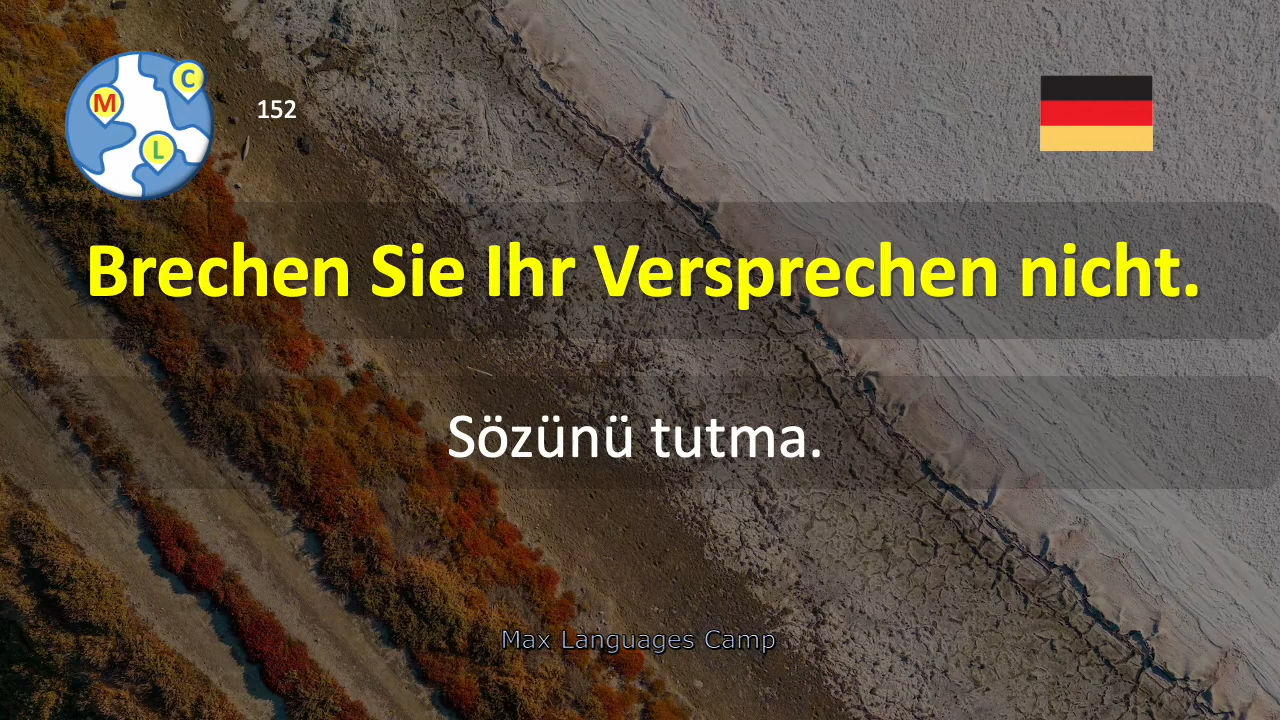 M
C
L
152
Brechen Sie Ihr Versprechen nicht.
Sözünü tutma.
Max Languages Camp